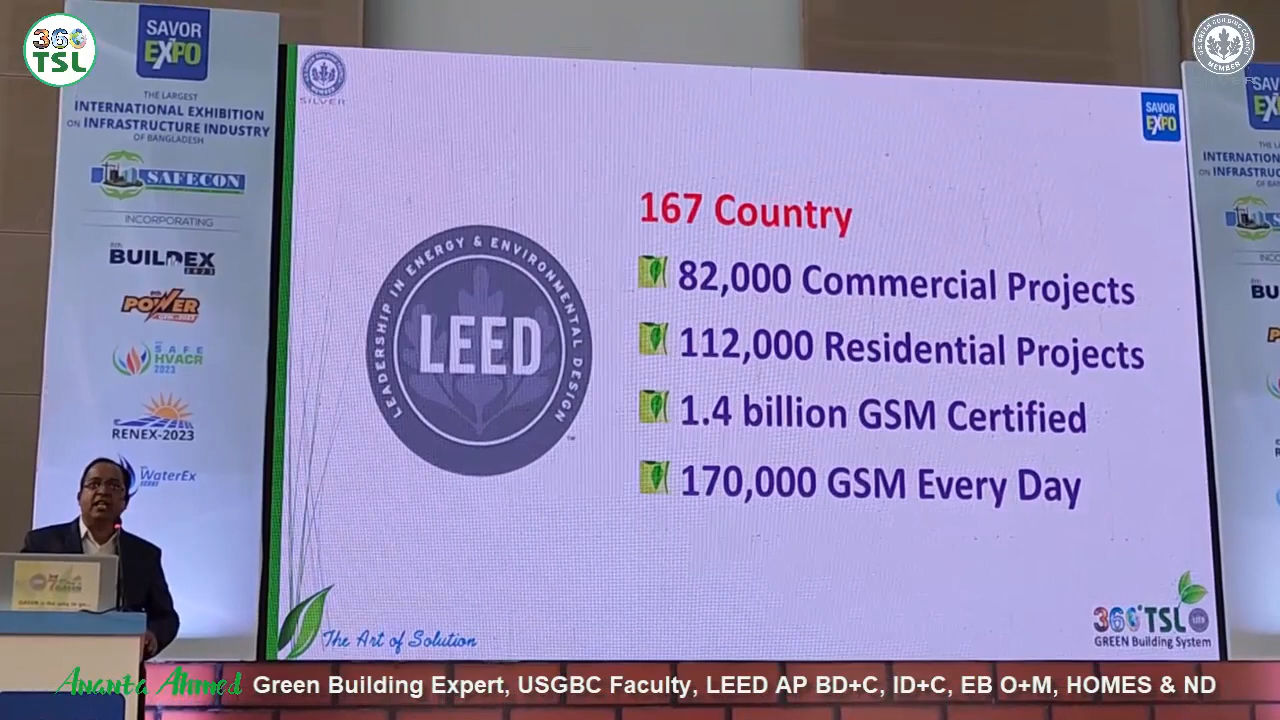 360
TSL
SAVOR
EXPO
THE LARGEST
INTERNATIONAL EXHIBITION
ON INFRASTRUCTURE INDUSTRY
OF BANGLADESH
SAFECON
INCORPORATING
BUILDEX
2023
POWER
SAFE
HVACR
2023
RENEX-2023
WaterEx
SILVER
SAVOR
EXPO
LEADERSHIP IN ENERGY & ENVIRONMENTAL DESIGN
LEED
™
167 Country
82,000 Commercial Projects
112,000 Residential Projects
1.4 billion GSM Certified
170,000 GSM Every Day
The Art of Solution
360°TSL
GREEN Building System
MEMBER
Ananta Ahmed
Green Building Expert, USGBC Faculty, LEED AP BD+C, ID+C, EB O+M, HOMES & ND